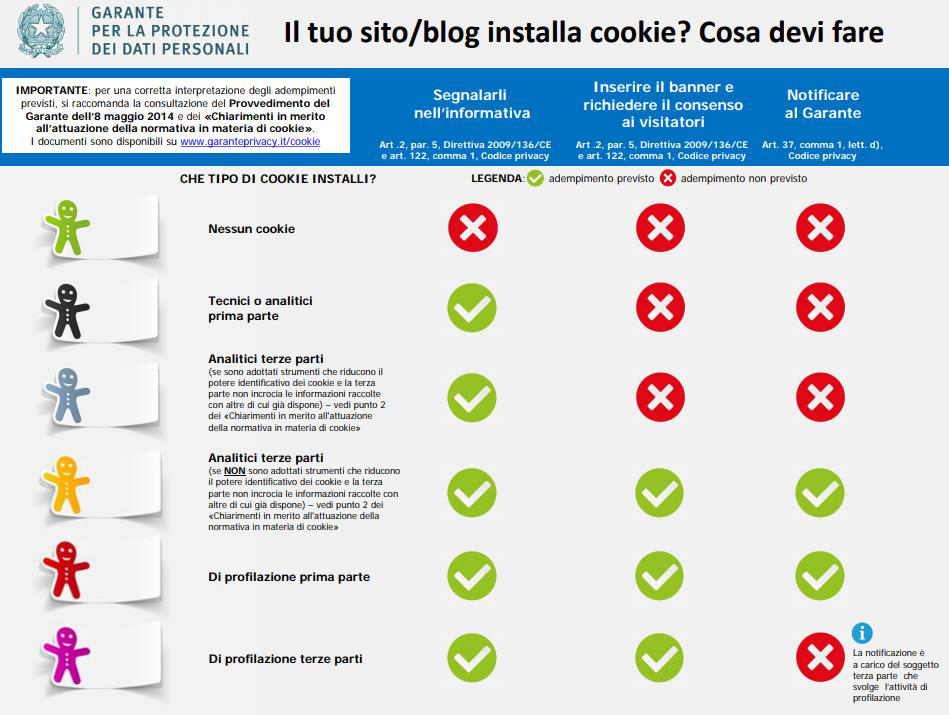 GARANTE
PER LA PROTEZIONE
DEI DATI PERSONALI
Il tuo sito/blog installa cookie? Cosa devi fare
IMPORTANTE: per una corretta interpretazione degli adempimenti
previsti, si raccomanda la consultazione del Provvedimento del
Garante dell'8 maggio 2014 e dei «Chiarimenti in merito
all'attuazione della normativa in materia di cookie».
I documenti sono disponibili su www.garanteprivacy.it/cookie
Segnalarli
nell'informativa
Art .2, par. 5, Direttiva 2009/136/CE
e art. 122, comma 1, Codice privacy
Inserire il banner e
richiedere il consenso
ai visitatori
Art .2, par. 5, Direttiva 2009/136/CE
e art. 122, comma 1, Codice privacy
Notificare
al Garante
Art. 37, comma 1, lett. d),
Codice privacy
CHE TIPO DI COOKIE INSTALLI?
LEGENDA: adempimento previsto adempimento non previsto
Nessun cookie
Tecnici o analitici
prima parte
Analitici terze parti
(se sono adottati strumenti che riducono il
potere identificativo dei cookie e la terza
parte non incrocia le informazioni raccolte
con altre di cui già dispone) – vedi punto 2
dei «Chiarimenti in merito all'attuazione
della normativa in materia di cookie»
Analitici terze parti
(se NON sono adottati strumenti che riducono
il potere identificativo dei cookie e la terza
parte non incrocia le informazioni raccolte con
altre di cui già dispone) – vedi punto 2 dei
«Chiarimenti in merito all'attuazione della
normativa in materia di cookie»
Di profilazione prima parte
Di profilazione terze parti
i
La notificazione è
a carico del soggetto
terza parte che
svolge l'attività di
profilazione